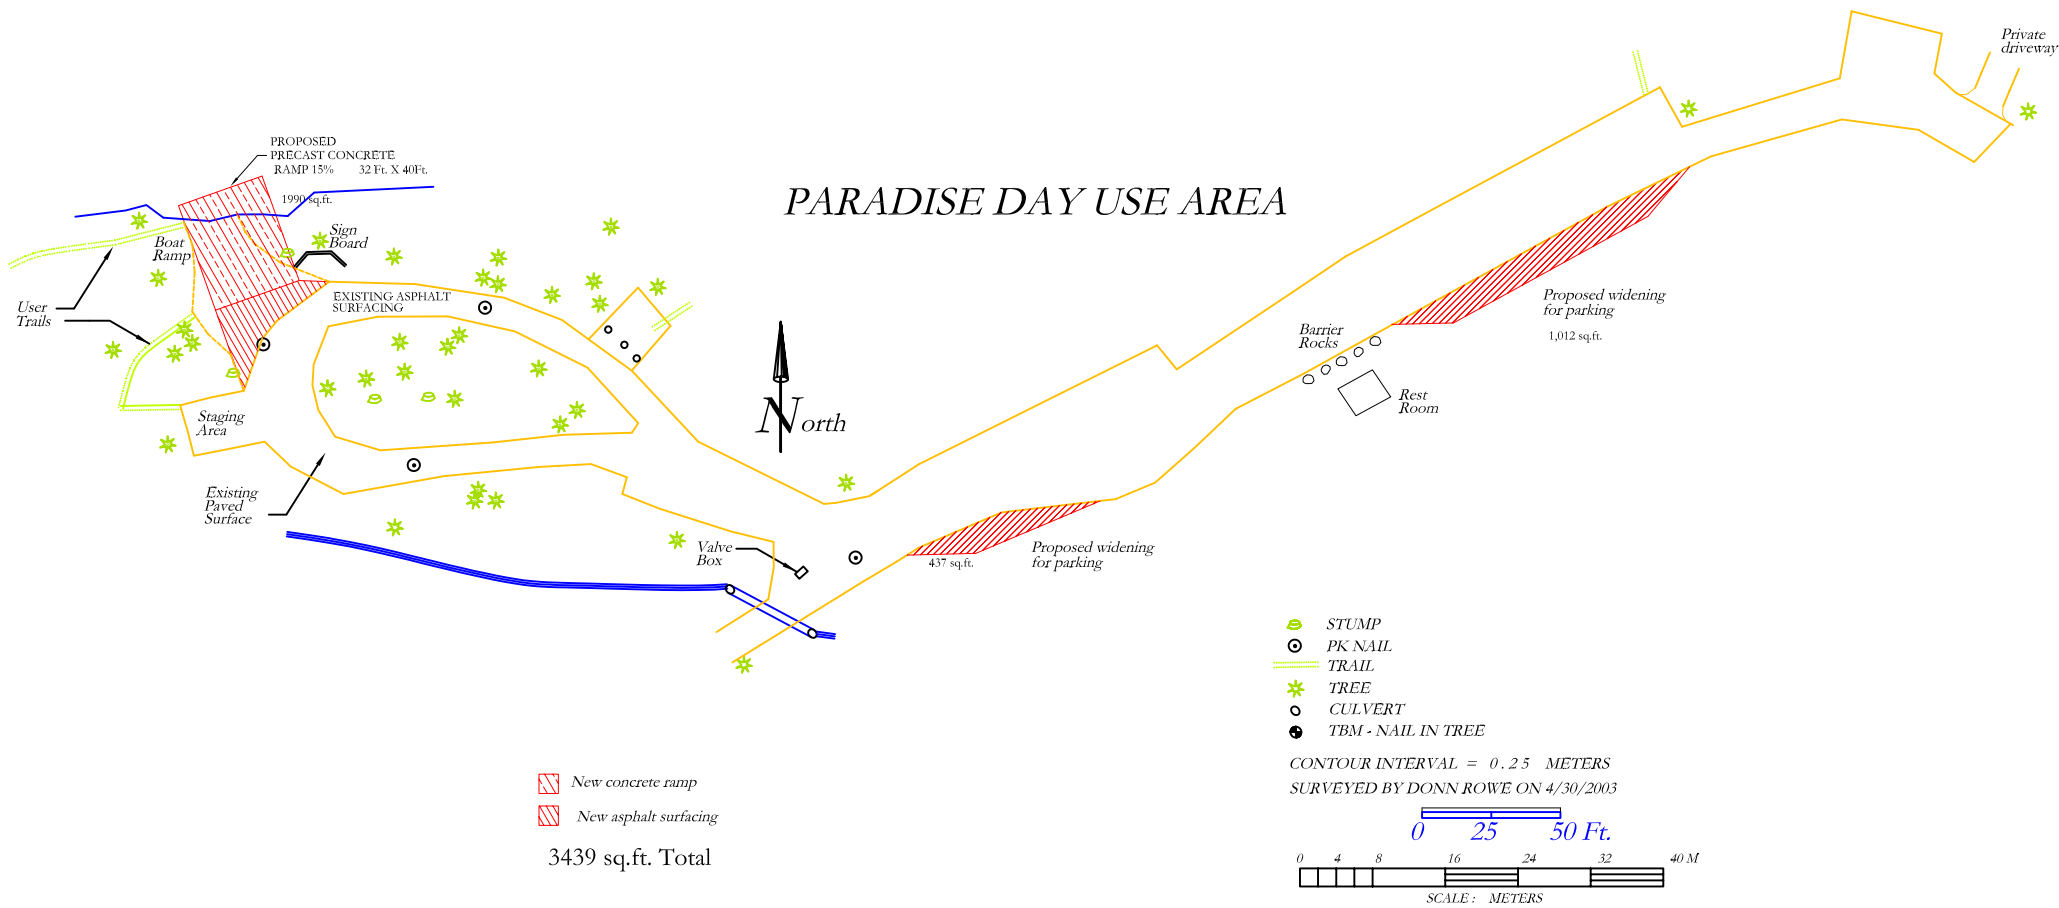 Private
driveway
PROPOSED
PRECAST CONCRETE
RAMP 15% 32 Ft. X 40Ft.
1990 sq.ft.
PARADISE DAY USE AREA
Sign
Board
Boat
Ramp
User
Trails
EXISTING ASPHALT
SURFACING
Proposed widening
for parking
1,012 sq.ft.
Barrier
Rocks
Rest
Room
North
Staging
Area
Existing
Paved
Surface
Valve
Box
Proposed widening
for parking
437 sq.ft.
STUMP
PK NAIL
TRAIL
TREE
CULVERT
TBM - NAIL IN TREE
CONTOUR INTERVAL = 0.25 METERS
SURVEYED BY DONN ROWE ON 4/30/2003
0 25 50 Ft.
0 4 8 16 24 32 40 M
SCALE : METERS
New concrete ramp
New asphalt surfacing
3439 sq.ft. Total